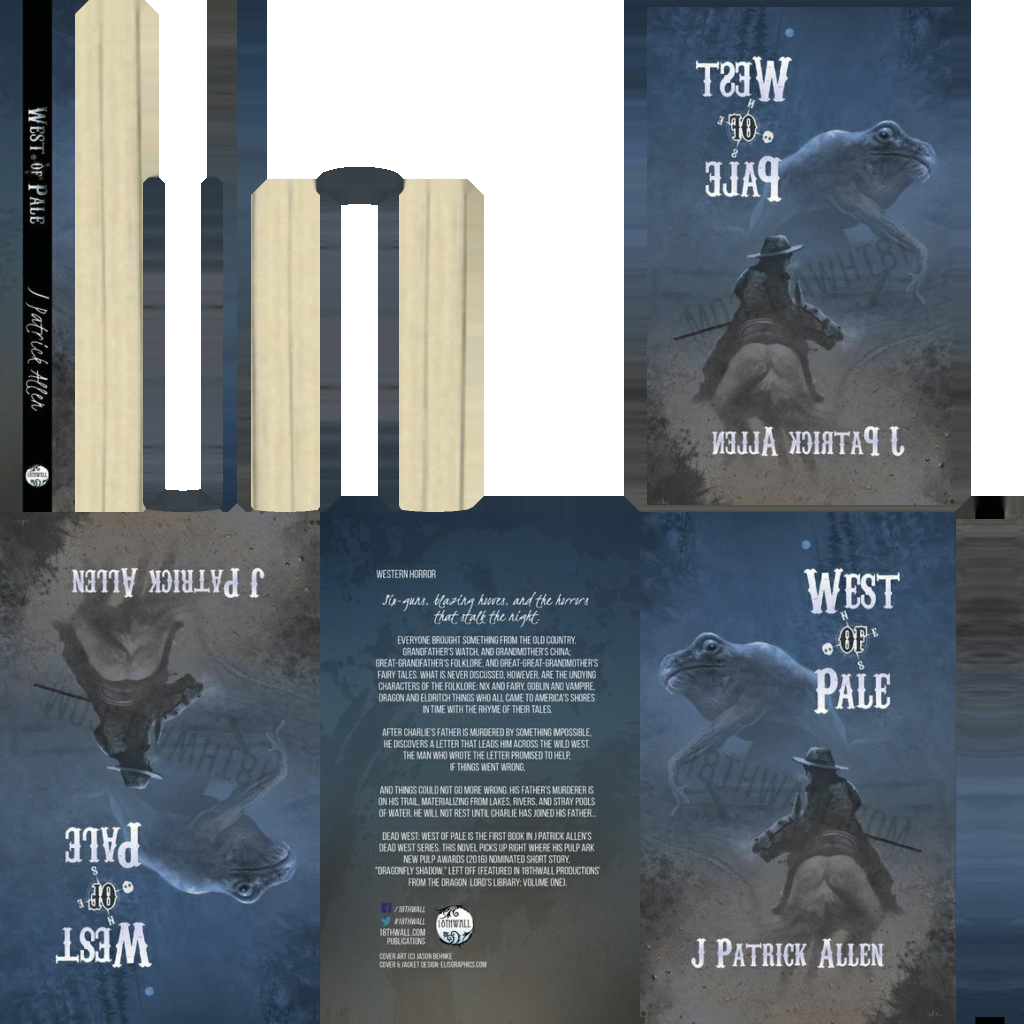 WEST OF PALE
J Patrick Allen
18THWALL
WEST
N
OF E
S
PALE
18THWALL
J PATRICK ALLEN
J PATRICK ALLEN
18THWALL
PALE
S
OF E
N
WEST
WESTERN HORROR
Six-guns, blazing hooves, and the horrors
that stalk the night.
EVERYONE BROUGHT SOMETHING FROM THE OLD COUNTRY.
GRANDFATHER'S WATCH, AND GRANDMOTHER'S CHINA;
GREAT-GRANDFATHER'S FOLKLORE, AND GREAT-GREAT-GRANDMOTHER'S
FAIRY TALES. WHAT IS NEVER DISCUSSED, HOWEVER, ARE THE UNDYING
CHARACTERS OF THE FOLKLORE: NIX AND FAIRY, GOBLIN AND VAMPIRE,
DRAGON AND ELDRITCH THINGS WHO ALL CAME TO AMERICA'S SHORES
IN TIME WITH THE RHYME OF THEIR TALES.
AFTER CHARLIE'S FATHER IS MURDERED BY SOMETHING IMPOSSIBLE,
HE DISCOVERS A LETTER THAT LEADS HIM ACROSS THE WILD WEST.
THE MAN WHO WROTE THE LETTER PROMISED TO HELP,
IF THINGS WENT WRONG.
AND THINGS COULD NOT GO MORE WRONG. HIS FATHER'S MURDERER IS
ON HIS TRAIL, MATERIALIZING FROM LAKES, RIVERS, AND STRAY POOLS
OF WATER. HE WILL NOT REST UNTIL CHARLIE HAS JOINED HIS FATHER...
DEAD WEST: WEST OF PALE IS THE FIRST BOOK IN J PATRICK ALLEN'S
DEAD WEST SERIES. THIS NOVEL PICKS UP RIGHT WHERE HIS PULP ARK
NEW PULP AWARDS (2016) NOMINATED SHORT STORY,
"DRAGONFLY SHADOW," LEFT OFF (FEATURED IN 18THWALL PRODUCTIONS'
FROM THE DRAGON LORD'S LIBRARY: VOLUME ONE).
/18THWALL
#18THWALL
18THWALL.COM
PUBLICATIONS
18THWALL
COVER ART (C) JASON BEHNKE
COVER & JACKET DESIGN: ELISGRAPHICS.COM
WEST
N
OF E
S
PALE
18THWALL
J PATRICK ALLEN